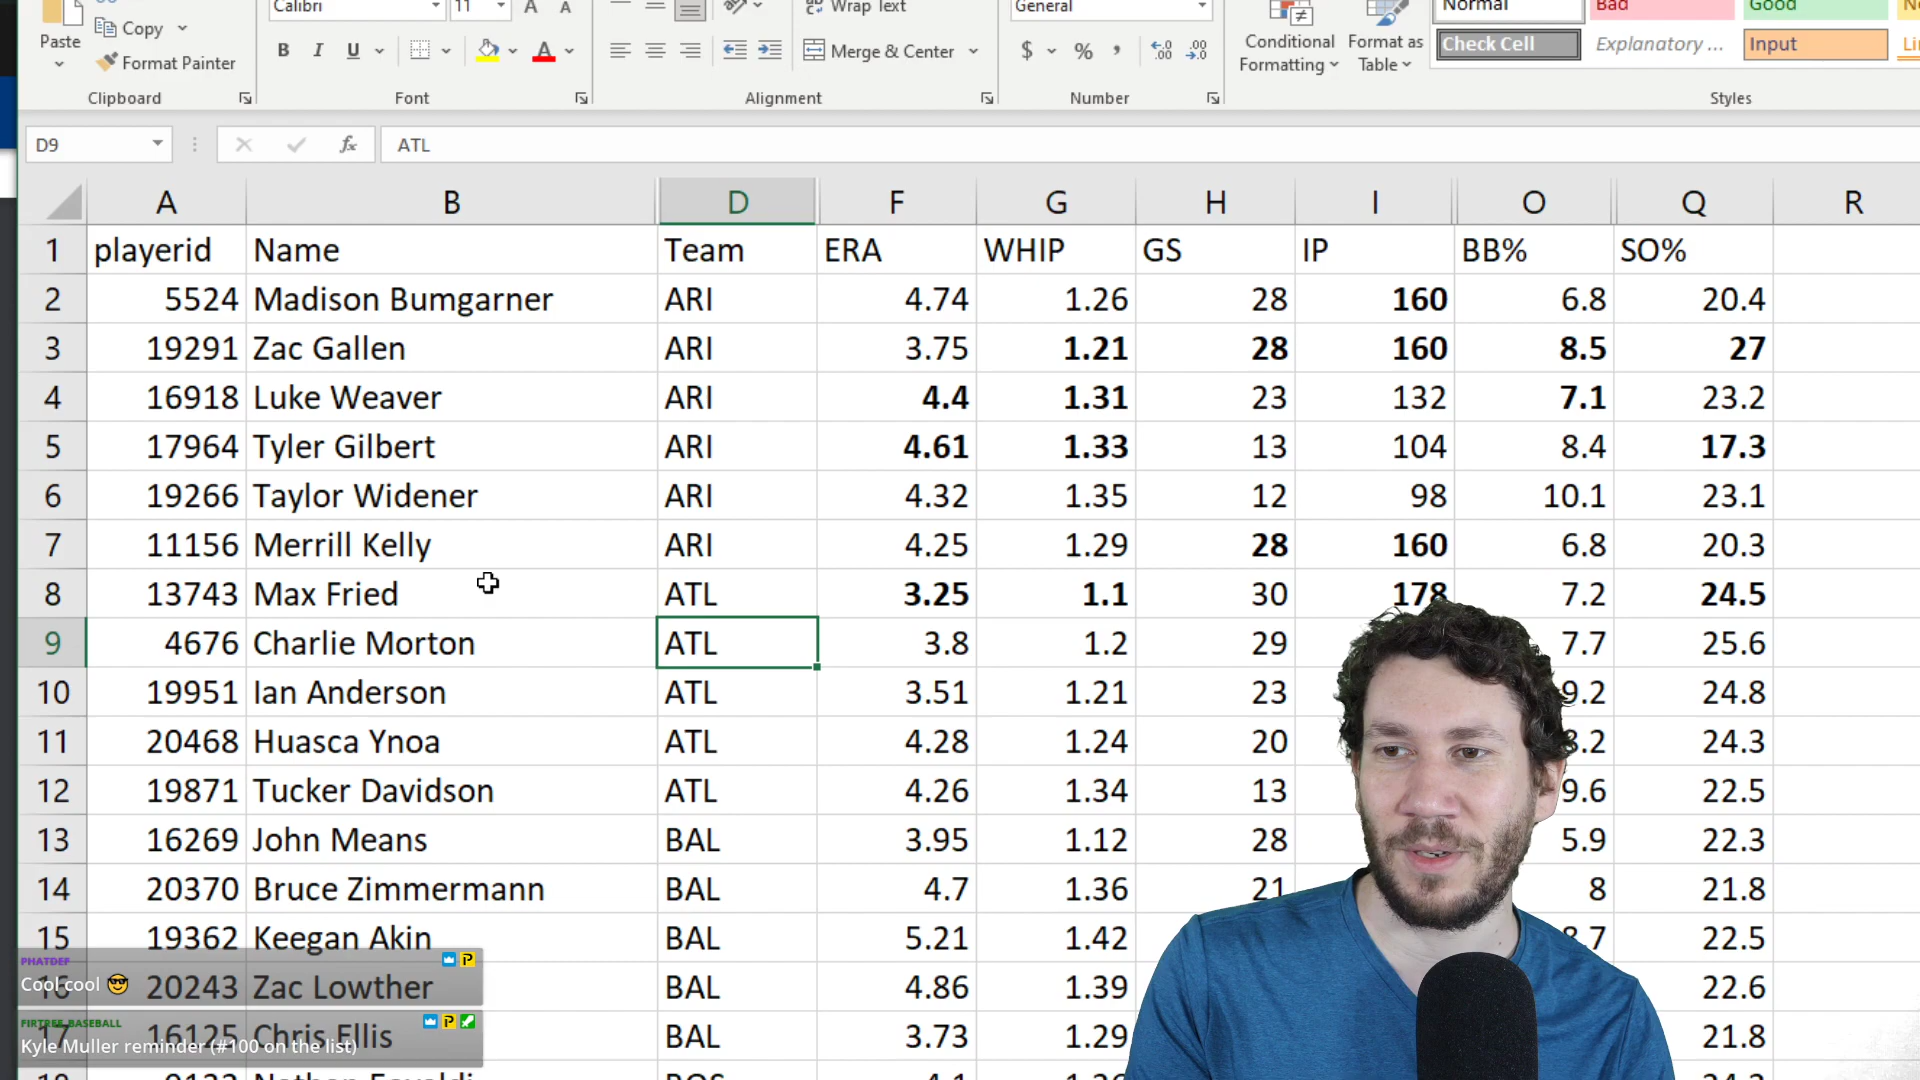 Calibri 11 A A Wrap Text General Normal Bad Good
Paste Copy Format Painter B I U A Merge & Center $ % , Conditional Formatting Format as Table Check Cell Explanatory ... Input
Clipboard Font Alignment Number Styles
D9 fx ATL
A B D F G H I O Q R
1 playerid Name Team ERA WHIP GS IP BB% SO%
2 5524 Madison Bumgarner ARI 4.74 1.26 28 160 6.8 20.4
3 19291 Zac Gallen ARI 3.75 1.21 28 160 8.5 27
4 16918 Luke Weaver ARI 4.4 1.31 23 132 7.1 23.2
5 17964 Tyler Gilbert ARI 4.61 1.33 13 104 8.4 17.3
6 19266 Taylor Widener ARI 4.32 1.35 12 98 10.1 23.1
7 11156 Merrill Kelly ARI 4.25 1.29 28 160 6.8 20.3
8 13743 Max Fried ATL 3.25 1.1 30 178 7.2 24.5
9 4676 Charlie Morton ATL 3.8 1.2 29 7.7 25.6
10 19951 Ian Anderson ATL 3.51 1.21 23 9.2 24.8
11 20468 Huasca Ynoa ATL 4.28 1.24 20 24.3
12 19871 Tucker Davidson ATL 4.26 1.34 13 9.6 22.5
13 16269 John Means BAL 3.95 1.12 28 5.9 22.3
14 20370 Bruce Zimmermann BAL 4.7 1.36 21 8 21.8
15 19362 Keegan Akin BAL 5.21 1.42 22.5
PHATDEF
Cool cool 😎
16 20243 Zac Lowther BAL 4.86 1.39 22.6
FIRTREE_BASEBALL
17 16125 Chris Ellis BAL 3.73 1.29 21.8
Kyle Muller reminder (#100 on the list)